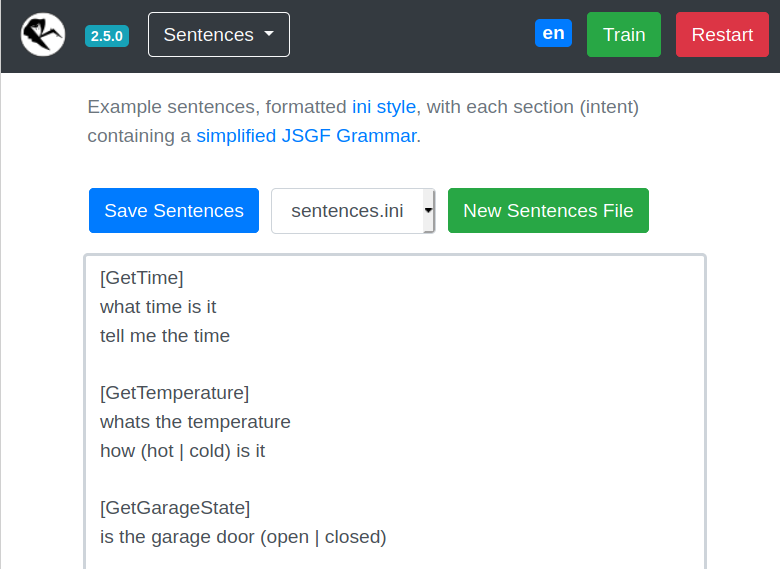 2.5.0 Sentences en Train Restart
Example sentences, formatted ini style, with each section (intent)
containing a simplified JSGF Grammar.
Save Sentences sentences.ini New Sentences File
[GetTime]
what time is it
tell me the time
[GetTemperature]
whats the temperature
how (hot | cold) is it
[GetGarageState]
is the garage door (open | closed)